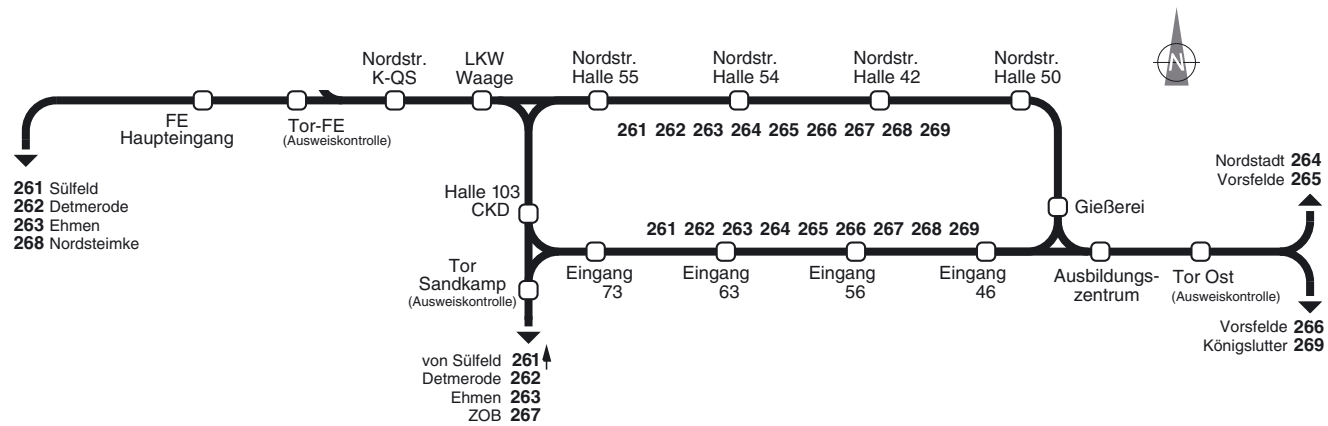 Nordstr.
K-QS
LKW
Waage
Nordstr.
Halle 55
Nordstr.
Halle 54
Nordstr.
Halle 42
Nordstr.
Halle 50
N
FE
Haupteingang
Tor-FE
(Ausweiskontrolle)
261 262 263 264 265 266 267 268 269
261 Sülfeld
262 Detmerode
263 Ehmen
268 Nordsteimke
Nordstadt 264
Vorsfelde 265
Halle 103
CKD
Gießerei
261 262 263 264 265 266 267 268 269
Tor
Sandkamp
(Ausweiskontrolle)
Eingang
73
Eingang
63
Eingang
56
Eingang
46
Ausbildungs-
zentrum
Tor Ost
(Ausweiskontrolle)
Vorsfelde 266
Königslutter 269
von Sülfeld 261
Detmerode 262
Ehmen 263
ZOB 267